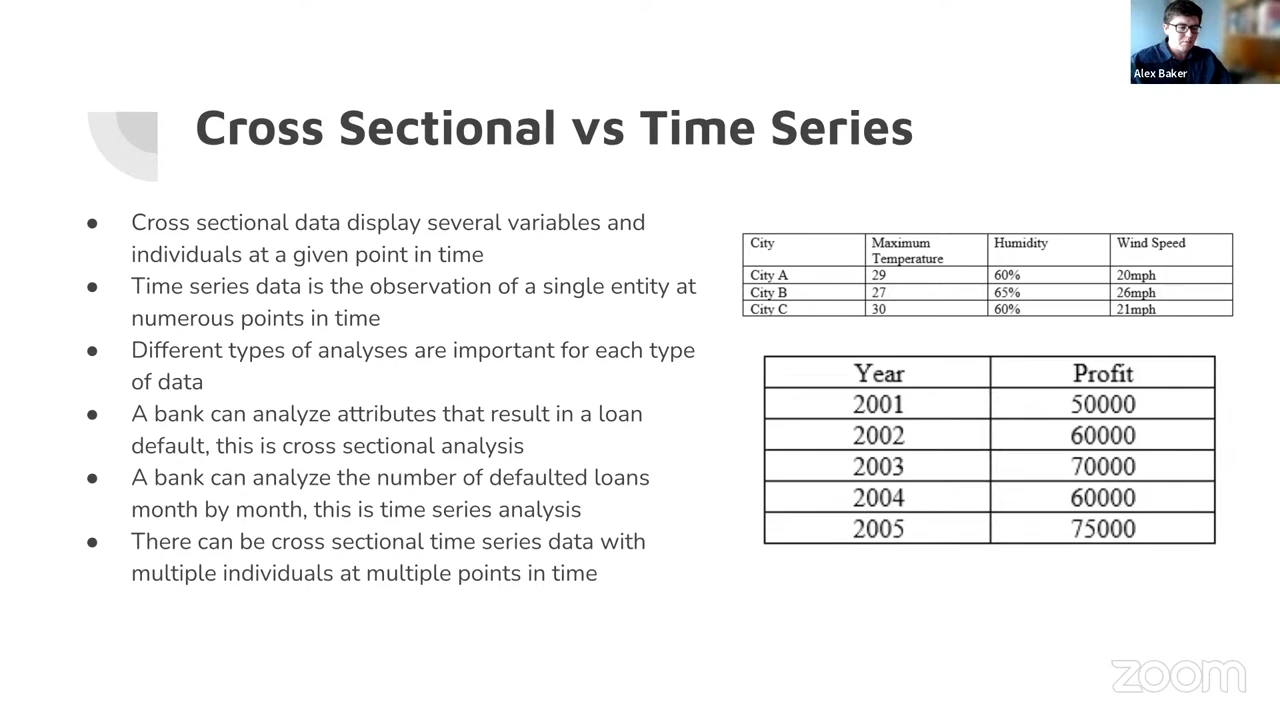 Alex Baker
Cross Sectional vs Time Series
● Cross sectional data display several variables and
individuals at a given point in time
● Time series data is the observation of a single entity at
numerous points in time
● Different types of analyses are important for each type
of data
● A bank can analyze attributes that result in a loan
default, this is cross sectional analysis
● A bank can analyze the number of defaulted loans
month by month, this is time series analysis
● There can be cross sectional time series data with
multiple individuals at multiple points in time
City Maximum Temperature Humidity Wind Speed
City A 29 60% 20mph
City B 27 65% 26mph
City C 30 60% 21mph
Year Profit
2001 50000
2002 60000
2003 70000
2004 60000
2005 75000
zoom